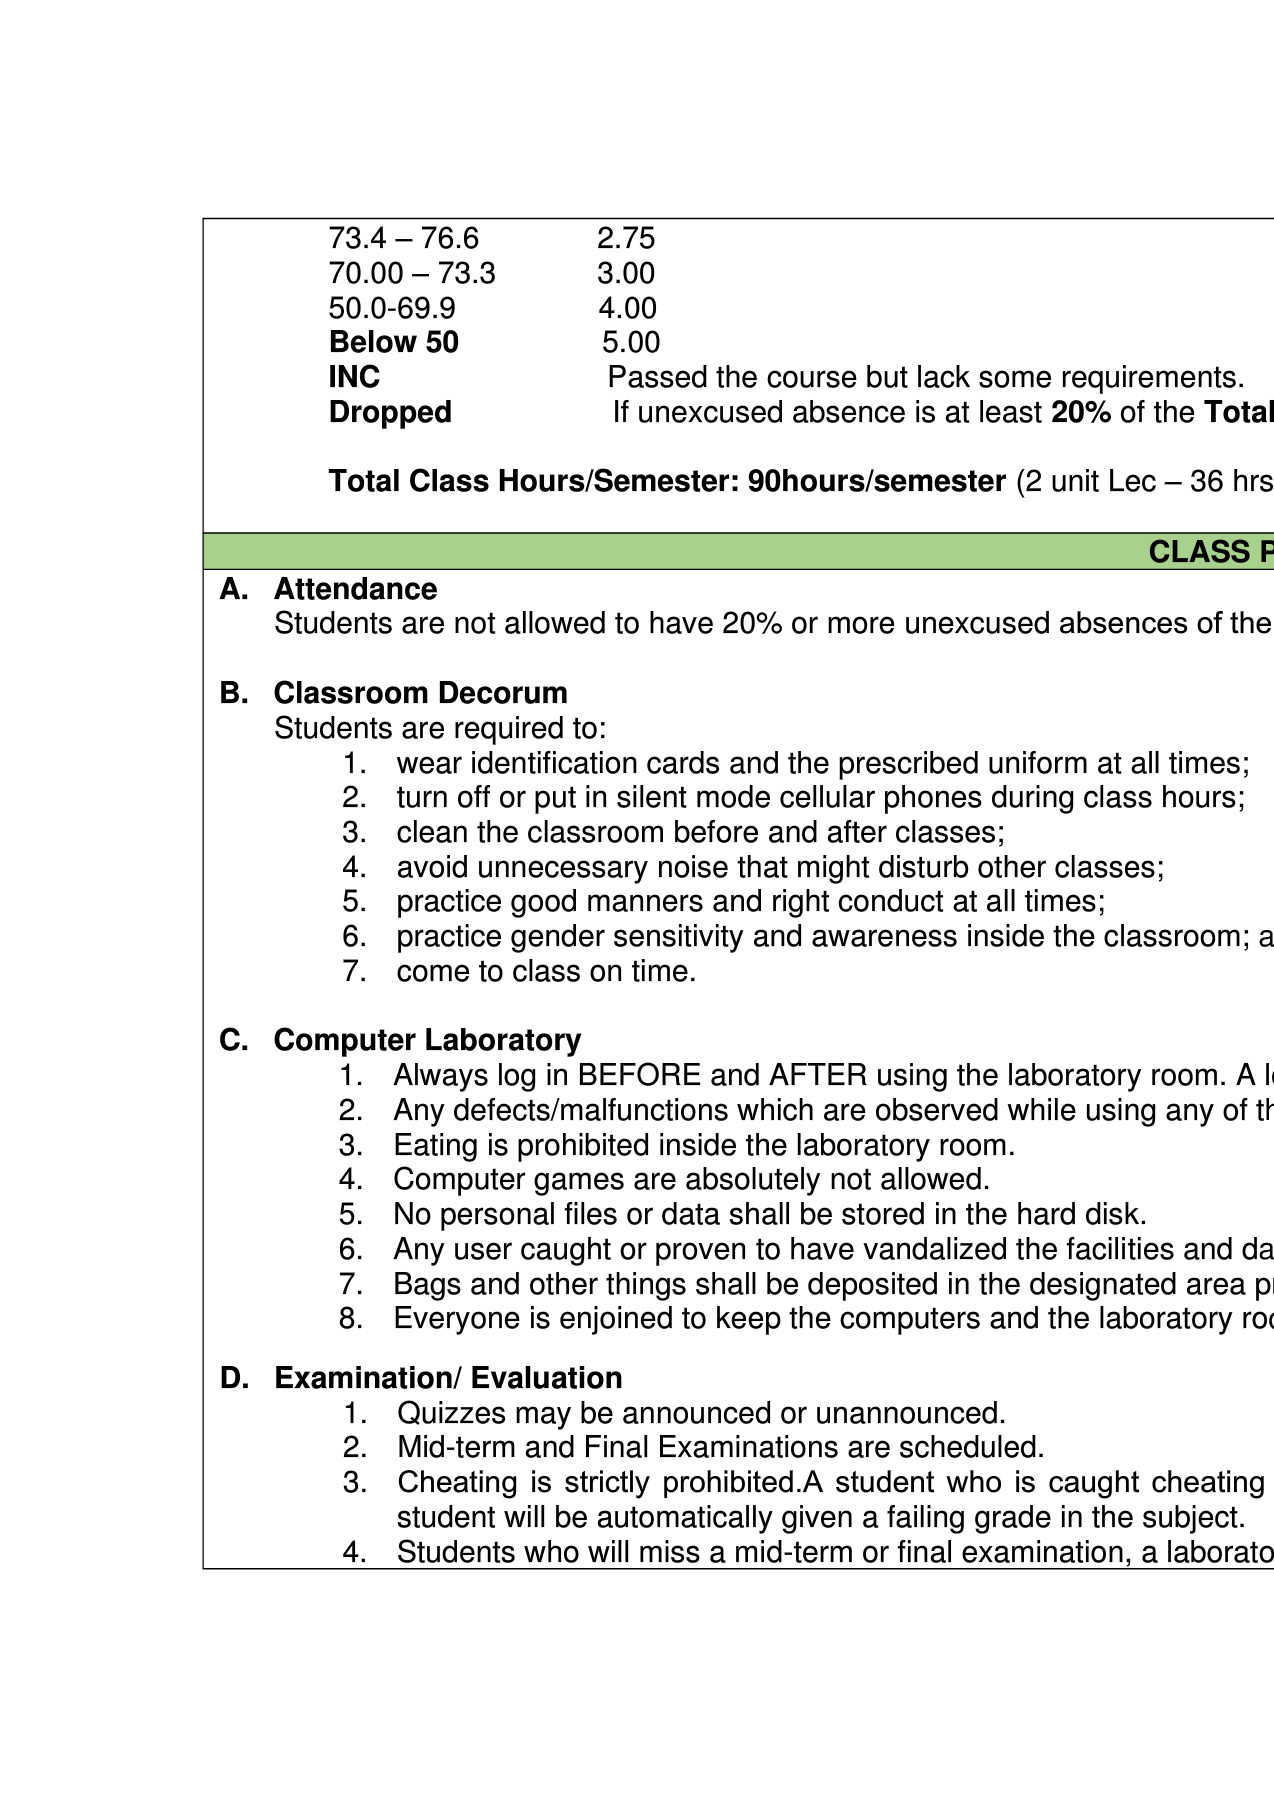 73.4 – 76.6 2.75
70.00 – 73.3 3.00
50.0-69.9 4.00
Below 50 5.00
INC Passed the course but lack some requirements.
Dropped If unexcused absence is at least 20% of the Total
Total Class Hours/Semester: 90hours/semester (2 unit Lec – 36 hrs
CLASS
A. Attendance
Students are not allowed to have 20% or more unexcused absences of the
B. Classroom Decorum
Students are required to:
1. wear identification cards and the prescribed uniform at all times;
2. turn off or put in silent mode cellular phones during class hours;
3. clean the classroom before and after classes;
4. avoid unnecessary noise that might disturb other classes;
5. practice good manners and right conduct at all times;
6. practice gender sensitivity and awareness inside the classroom;
7. come to class on time.
C. Computer Laboratory
1. Always log in BEFORE and AFTER using the laboratory room. A
2. Any defects/malfunctions which are observed while using any of
3. Eating is prohibited inside the laboratory room.
4. Computer games are absolutely not allowed.
5. No personal files or data shall be stored in the hard disk.
6. Any user caught or proven to have vandalized the facilities and
7. Bags and other things shall be deposited in the designated area
8. Everyone is enjoined to keep the computers and the laboratory
D. Examination/ Evaluation
1. Quizzes may be announced or unannounced.
2. Mid-term and Final Examinations are scheduled.
3. Cheating is strictly prohibited.A student who is caught cheating
student will be automatically given a failing grade in the subject.
4. Students who will miss a mid-term or final examination, a